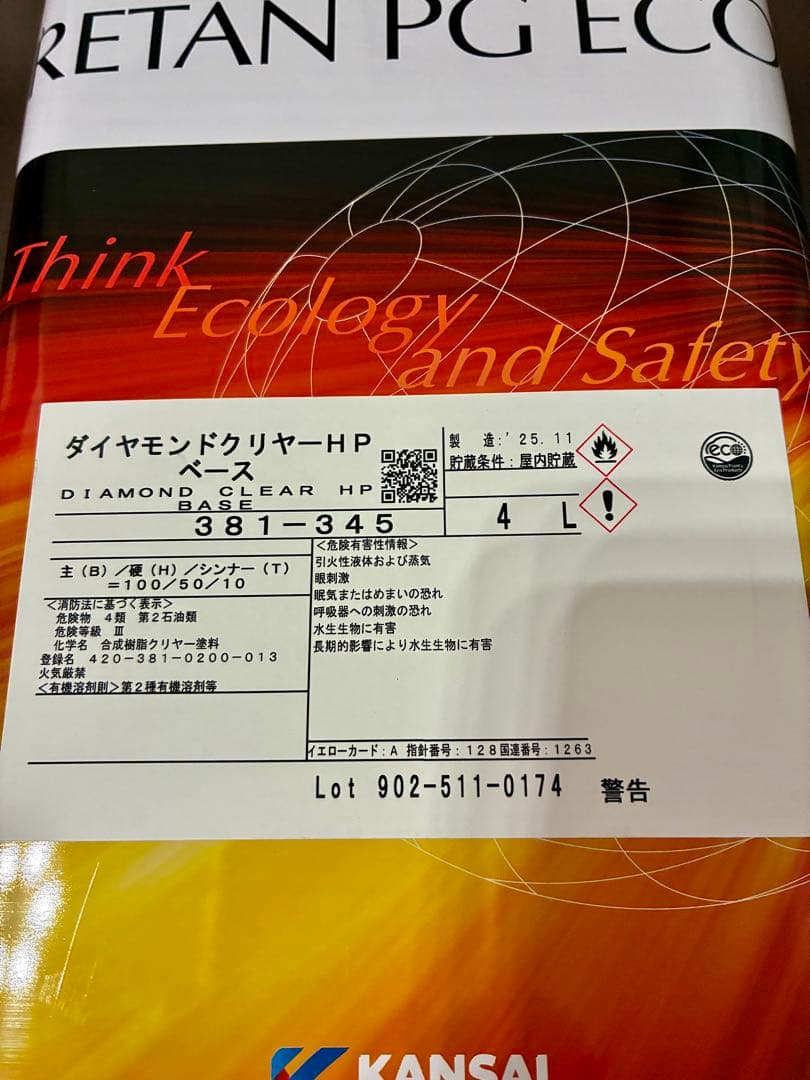 RETAN PG ECO
Think
Ecology
and Safety
ダイヤモンドクリヤーHP
ベース
DIAMOND CLEAR HP
BASE
381-345
製 造:'25.11
貯蔵条件:屋内貯蔵
4 L
eco
主(B)/硬(H)/シンナー(T)
=100/50/10
<消防法に基づく表示>
危険物 4類 第2石油類
危険等級 Ⅲ
化学名 合成樹脂クリヤー塗料
登録名 420-381-0200-013
火気厳禁
<有機溶剤則>第2種有機溶剤等
<危険有害性情報>
引火性液体および蒸気
眼刺激
眠気またはめまいの恐れ
呼吸器への刺激の恐れ
水生生物に有害
長期的影響により水生生物に有害
イエローカード:A 指針番号:128国連番号:1263
Lot 902-511-0174 警告
KANSAI